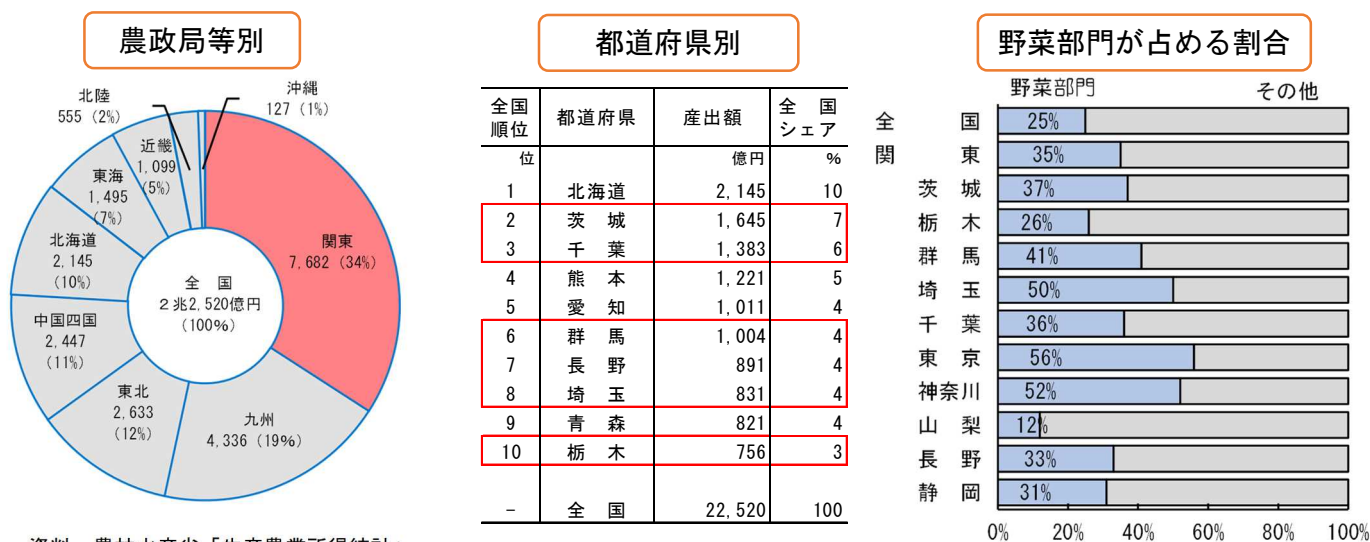 農政局等別
北陸
555 (2%)
沖縄
127 (1%)
近畿
1,099
(5%)
東海
1,495
(7%)
北海道
2,145
(10%)
中国四国
2,447
(11%)
東北
2,633
(12%)
九州
4,336 (19%)
関東
7,682 (34%)
全 国
2兆2,520億円
(100%)
都道府県別
全国順位 都道府県 産出額 全国シェア
位 億円 %
1 北海道 2,145 10
2 茨 城 1,645 7
3 千 葉 1,383 6
4 熊 本 1,221 5
5 愛 知 1,011 4
6 群 馬 1,004 4
7 長 野 891 4
8 埼 玉 831 4
9 青 森 821 4
10 栃 木 756 3
- 全 国 22,520 100
野菜部門が占める割合
野菜部門 その他
全 国 25%
関 東 35%
茨 城 37%
栃 木 26%
群 馬 41%
埼 玉 50%
千 葉 36%
東 京 56%
神奈川 52%
山 梨 12%
長 野 33%
静 岡 31%
0% 20% 40% 60% 80% 100%